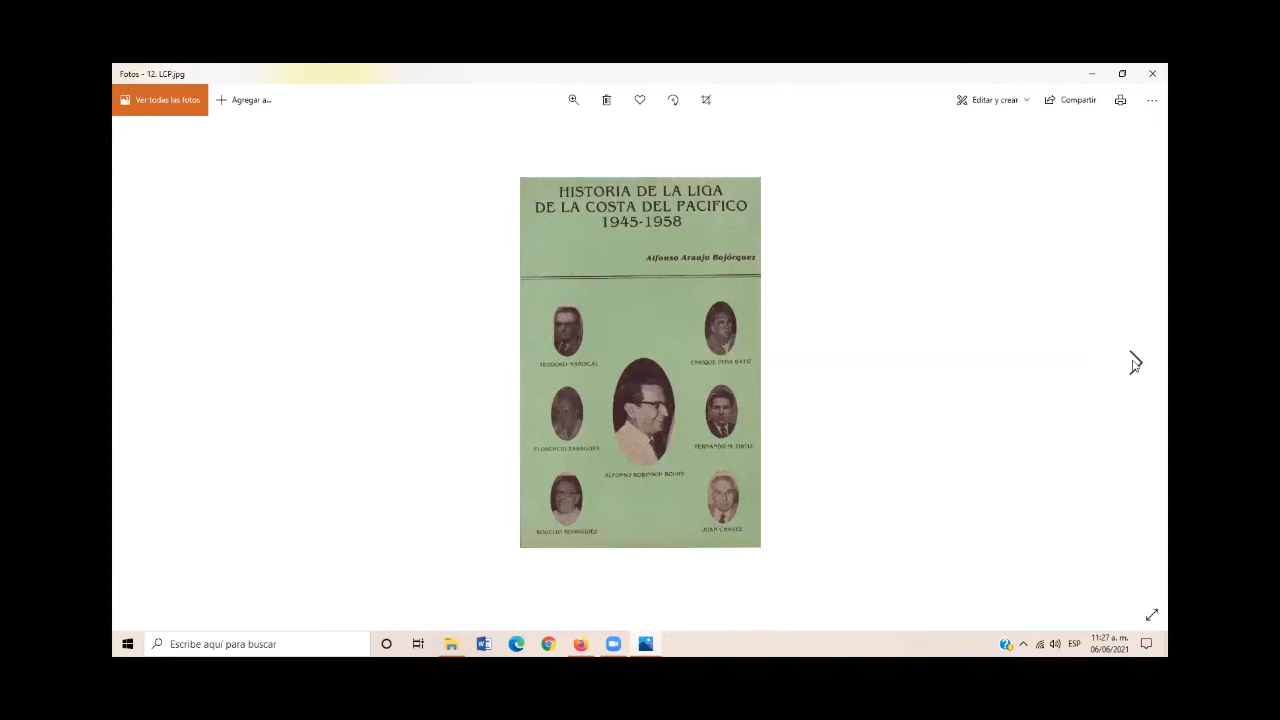 Fotos - 12. LCP.jpg
Ver todas las fotos
Agregar a...
Editar y crear
Compartir
HISTORIA DE LA LIGA
DE LA COSTA DEL PACIFICO
1945-1958
Alfonso Araujo Bojórquez
TEODORO MARISCAL
ENRIQUE PEÑA BATIZ
FLORENCIO ZARAGOZA
FERNANDO M. ORTIZ
ALFONSO ROBINSON BOURS
ROGELIO RODRIGUEZ
JUAN CHAVEZ
Escribe aquí para buscar
ESP
11:27 a. m.
06/06/2021